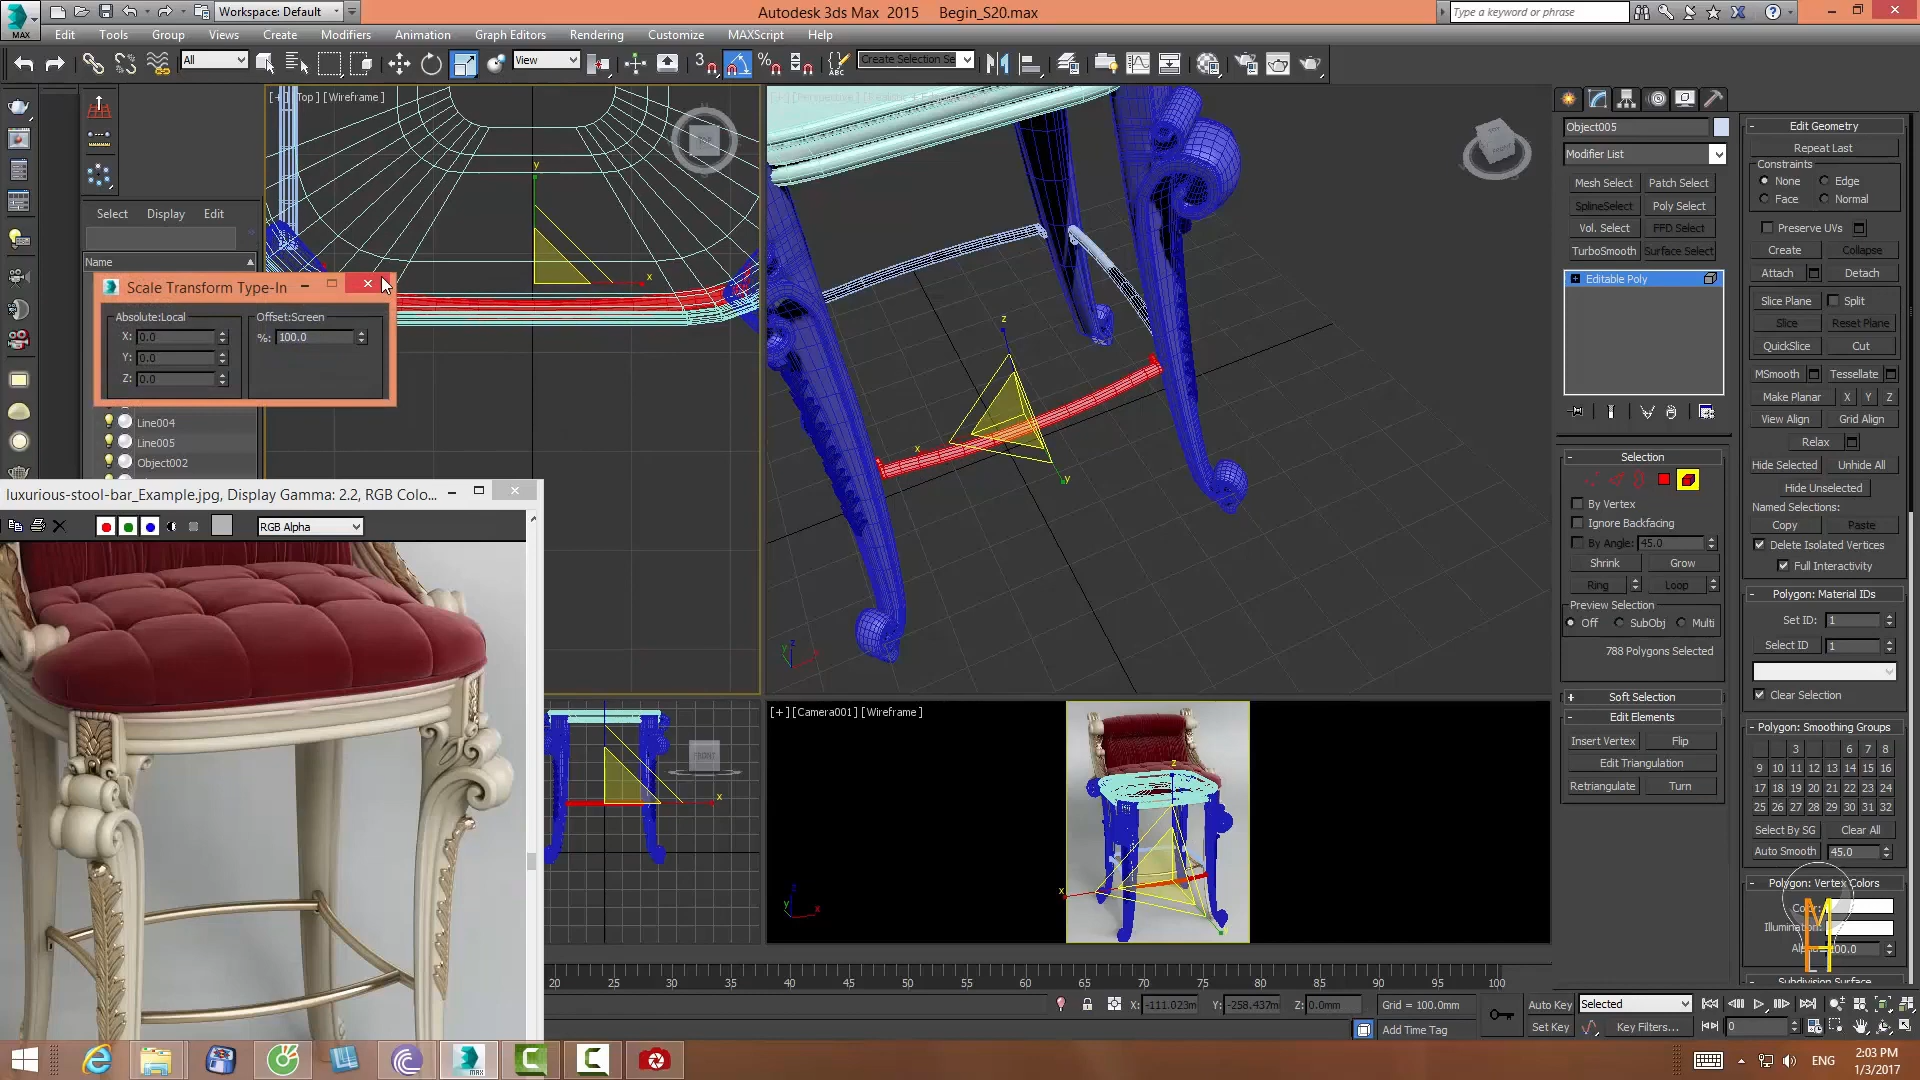 Workspace: Default
Autodesk 3ds Max 2015 Begin_S20.max
Type a keyword or phrase
MAX
Edit Tools Group Views Create Modifiers Animation Graph Editors Rendering Customize MAXScript Help
All
View
Create Selection Se
[Wireframe]
Select Display Edit
Name
Scale Transform Type-In
Absolute:Local
Offset:Screen
X: 0.0
Y: 0.0
Z: 0.0
%: 100.0
Line004
Line005
Object002
luxurious-stool-bar_Example.jpg, Display Gamma: 2.2, RGB Colo...
RGB Alpha
y
x
z
x
y
TOP
FRONT
x
[+] [Camera001] [Wireframe]
z
x
Object005
Modifier List
Mesh Select Patch Select
SplineSelect Poly Select
Vol. Select FFD Select
TurboSmooth Surface Select
Editable Poly
Selection
By Vertex
Ignore Backfacing
By Angle: 45.0
Shrink Grow
Ring Loop
Preview Selection
Off SubObj Multi
788 Polygons Selected
Soft Selection
Edit Elements
Insert Vertex Flip
Edit Triangulation
Retriangulate Turn
Edit Geometry
Repeat Last
Constraints
None Edge
Face Normal
Preserve UVs
Create Collapse
Attach Detach
Slice Plane Split
Slice Reset Plane
QuickSlice Cut
MSmooth Tessellate
Make Planar X Y Z
View Align Grid Align
Relax
Hide Selected Unhide All
Hide Unselected
Named Selections:
Copy Paste
Delete Isolated Vertices
Full Interactivity
Polygon: Material IDs
Set ID: 1
Select ID 1
Clear Selection
Polygon: Smoothing Groups
3 6 7 8
9 10 11 12 13 14 15 16
17 18 19 20 21 22 23 24
25 26 27 28 29 30 31 32
Select By SG Clear All
Auto Smooth 45.0
Polygon: Vertex Colors
Illumination:
Subdivision Surface
20 25 30 35 40 45 50 55 60 65 70 75 80 85 90 95 100
X: -111.023m Y: -258.437m Z: 0.0mm Grid = 100.0mm
Add Time Tag
Auto Key Selected
Set Key Key Filters...
0
ENG
2:03 PM
1/3/2017